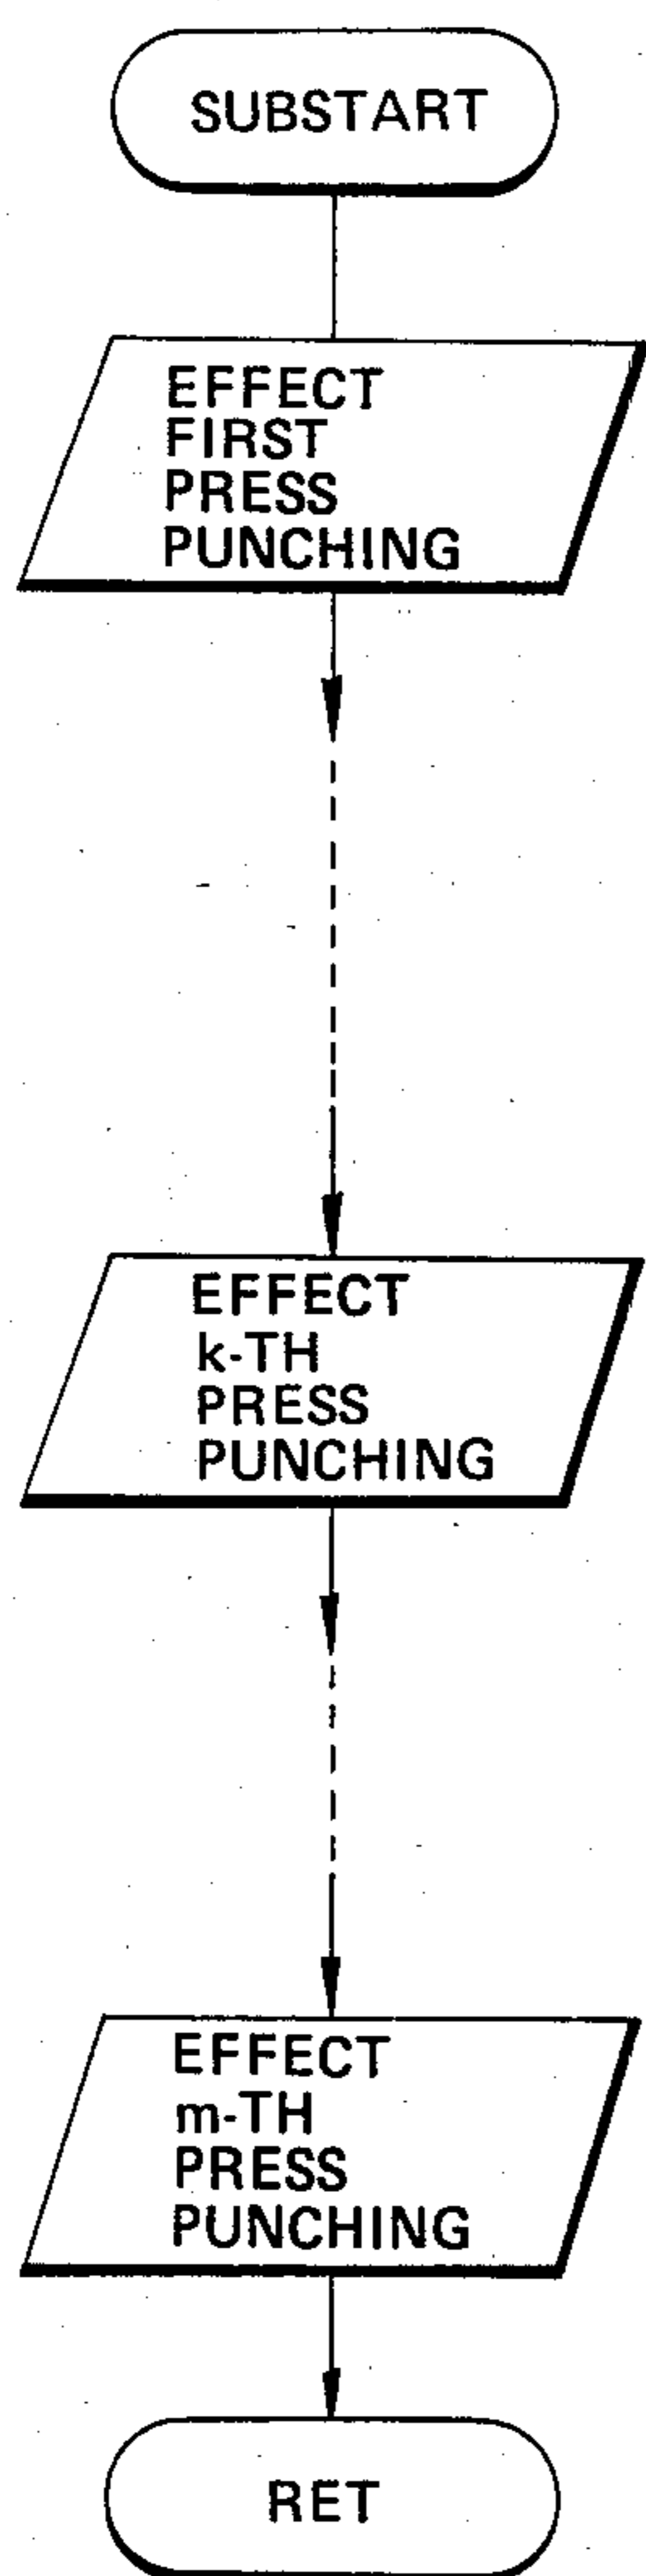 SUBSTART
EFFECT
FIRST
PRESS
PUNCHING
EFFECT
k-TH
PRESS
PUNCHING
EFFECT
m-TH
PRESS
PUNCHING
RET